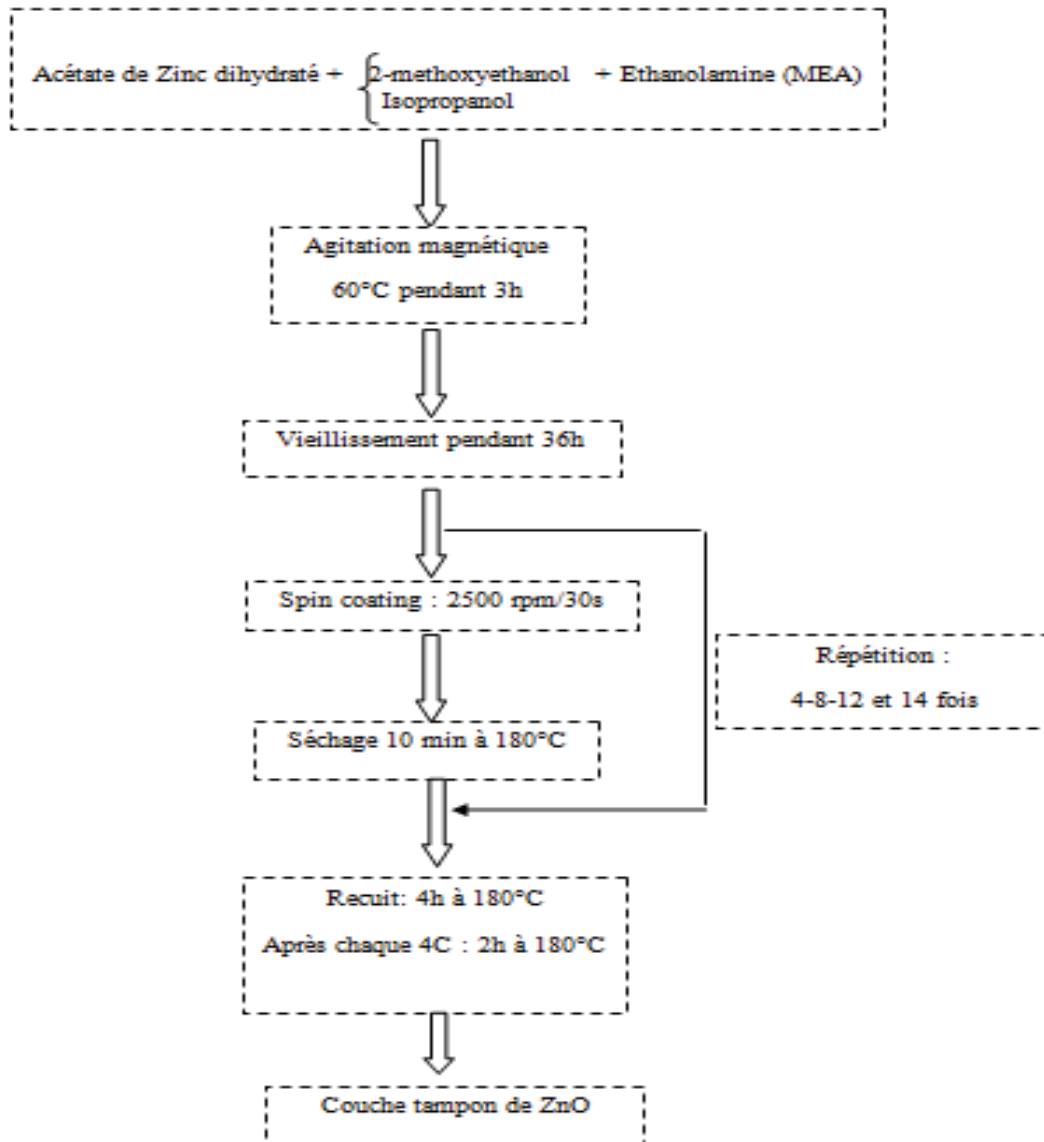 Acétate de Zinc dihydraté + 2-methoxyethanol + Ethanolamine (MEA)
Isopropanol
Agitation magnétique
60°C pendant 3h
Vieillissement pendant 36h
Spin coating : 2500 rpm/30s
Répétition :
4-8-12 et 14 fois
Séchage 10 min à 180°C
Recuit: 4h à 180°C
Après chaque 4C : 2h à 180°C
Couche tampon de ZnO